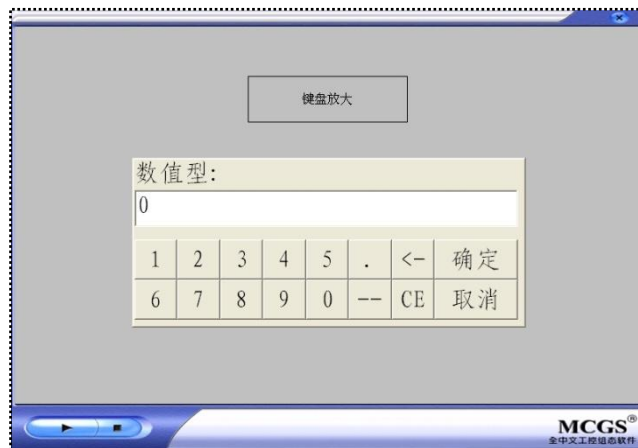 键盘放大
数值型:
0
1 2 3 4 5 . <- 确定
6 7 8 9 0 -- CE 取消
MCGS®
全中文工控组态软件